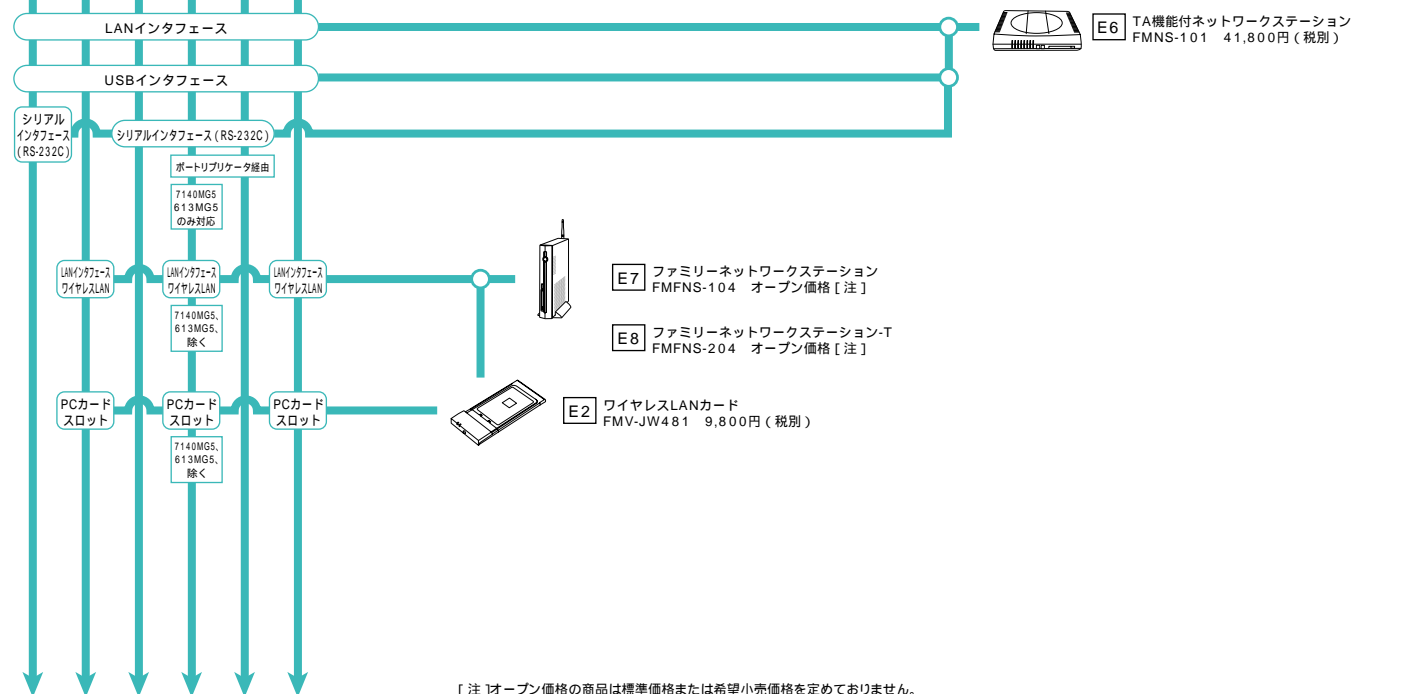 LANインタフェース
E6 TA機能付ネットワークステーション
FMNS-101 41,800円(税別)
USBインタフェース
シリアル
インタフェース
(RS-232C)
シリアルインタフェース(RS-232C)
ポートリプリケータ経由
7140MG5
613MG5
のみ対応
LANインタフェース
ワイヤレスLAN
LANインタフェース
ワイヤレスLAN
LANインタフェース
ワイヤレスLAN
7140MG5、
613MG5、
除く
E7 ファミリーネットワークステーション
FMFNS-104 オープン価格[注]
E8 ファミリーネットワークステーション-T
FMFNS-204 オープン価格[注]
PCカード
スロット
PCカード
スロット
PCカード
スロット
7140MG5、
613MG5、
除く
E2 ワイヤレスLANカード
FMV-JW481 9,800円(税別)
[注]オープン価格の商品は標準価格または希望小売価格を定めておりません。